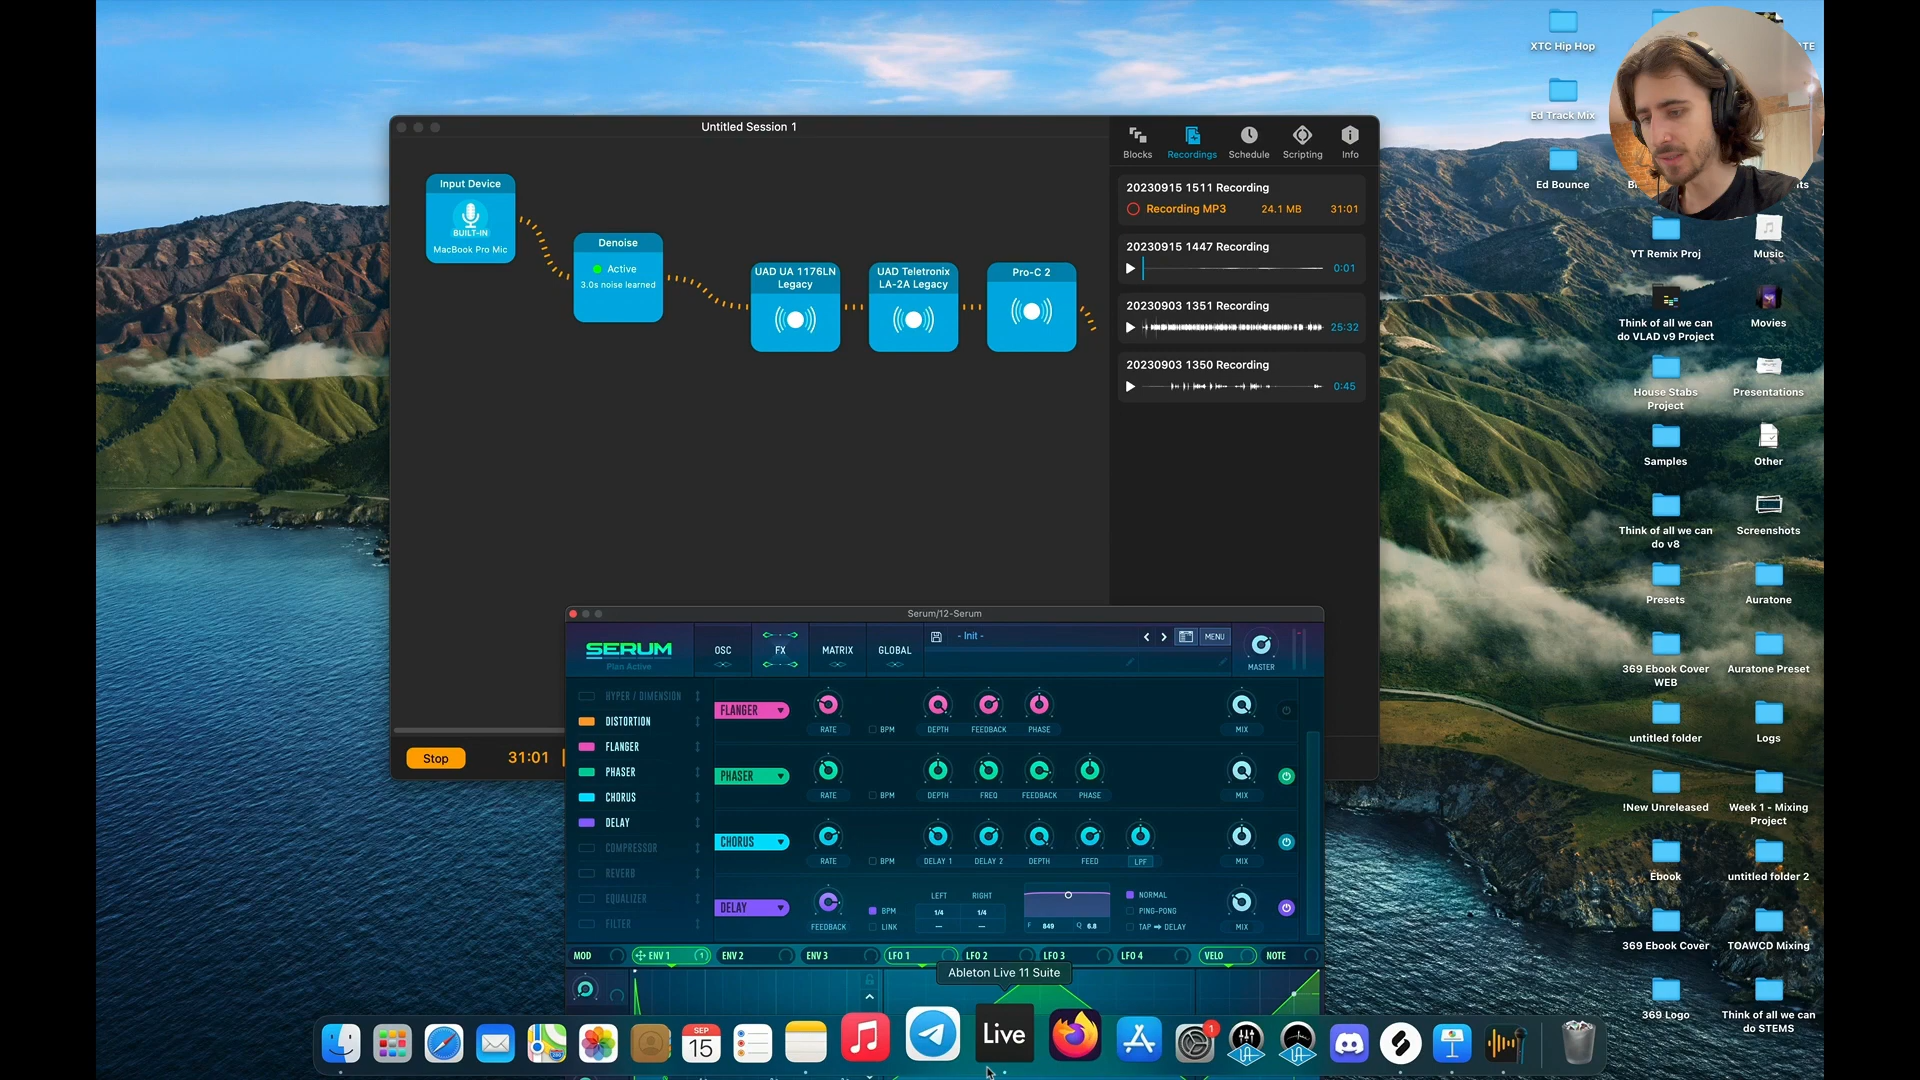 Untitled Session 1
Blocks
Recordings
Schedule
Scripting
Info
Input Device
BUILT-IN
MacBook Pro Mic
Denoise
Active
3.0s noise learned
UAD UA 1176LN
Legacy
UAD Teletronix
LA-2A Legacy
Pro-C 2
20230915 1511 Recording
Recording MP3 24.1 MB 31:01
20230915 1447 Recording
0:01
20230903 1351 Recording
25:32
20230903 1350 Recording
0:45
Stop
31:01
Serum/12-Serum
SERUM
Plan Active
OSC
FX
MATRIX
GLOBAL
- Init -
MENU
MASTER
HYPER / DIMENSION
DISTORTION
FLANGER
PHASER
CHORUS
DELAY
COMPRESSOR
REVERB
EQUALIZER
FILTER
FLANGER
RATE
BPM
DEPTH
FEEDBACK
PHASE
MIX
PHASER
RATE
BPM
DEPTH
FREQ
FEEDBACK
PHASE
MIX
CHORUS
RATE
BPM
DELAY 1
DELAY 2
DEPTH
FEED
LPF
MIX
DELAY
FEEDBACK
BPM
LINK
LEFT
RIGHT
1/4
1/4
F 849 Q 6.8
NORMAL
PING-PONG
TAP ➡ DELAY
MIX
MOD
ENV 1
1
ENV 2
ENV 3
LFO 1
LFO 2
LFO 3
LFO 4
VELO
NOTE
Ableton Live 11 Suite
SEP
15
Live
1
XTC Hip Hop
Ed Track Mix
Ed Bounce
YT Remix Proj
Music
Think of all we can
do VLAD v9 Project
Movies
House Stabs
Project
Presentations
Samples
Other
Think of all we can
do v8
Screenshots
Presets
Auratone
369 Ebook Cover
WEB
Auratone Preset
untitled folder
Logs
!New Unreleased
Week 1 - Mixing
Project
Ebook
untitled folder 2
369 Ebook Cover
TOAWCD Mixing
369 Logo
Think of all we can
do STEMS